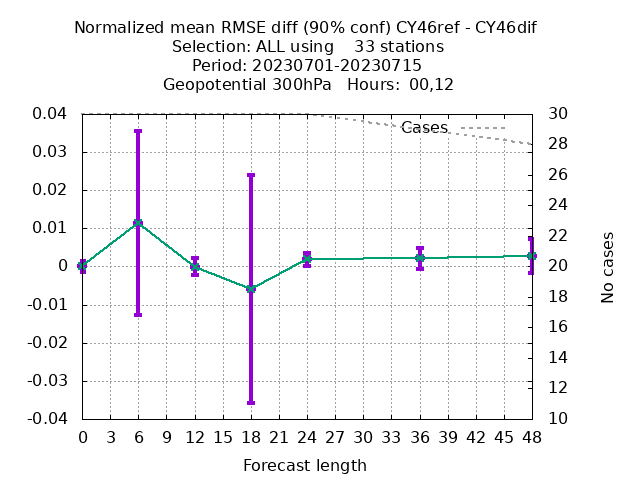 Normalized mean RMSE diff (90% conf) CY46ref - CY46dif
Selection: ALL using    33 stations
Period: 20230701-20230715
Geopotential 300hPa   Hours:  00,12
Cases
0.04
0.03
0.02
0.01
0
-0.01
-0.02
-0.03
-0.04
30
28
26
24
22
20
18
16
14
12
10
No cases
0 3 6 9 12 15 18 21 24 27 30 33 36 39 42 45 48
Forecast length